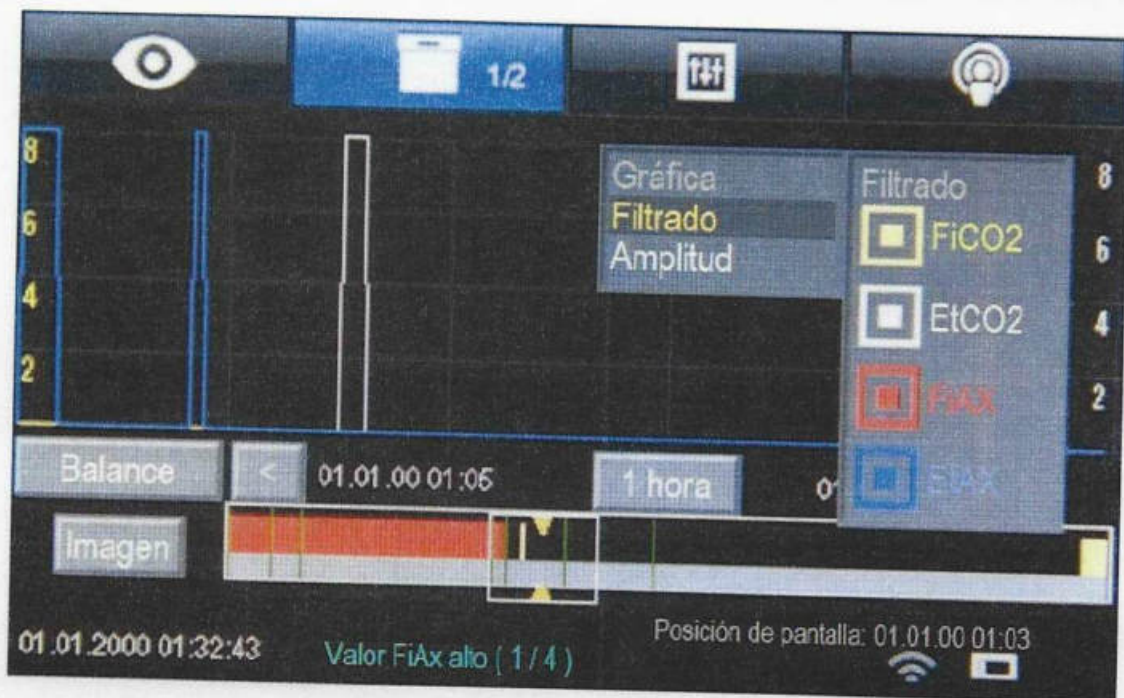 1/2
8
6
4
2
Gráfica
Filtrado
Amplitud
Filtrado
FiCO2
EtCO2
FiAX
EtAX
8
6
4
2
Balance
<
01.01.00 01:05
1 hora
Imagen
01.01.2000 01:32:43
Valor FiAx alto ( 1 / 4 )
Posición de pantalla: 01.01.00 01:03